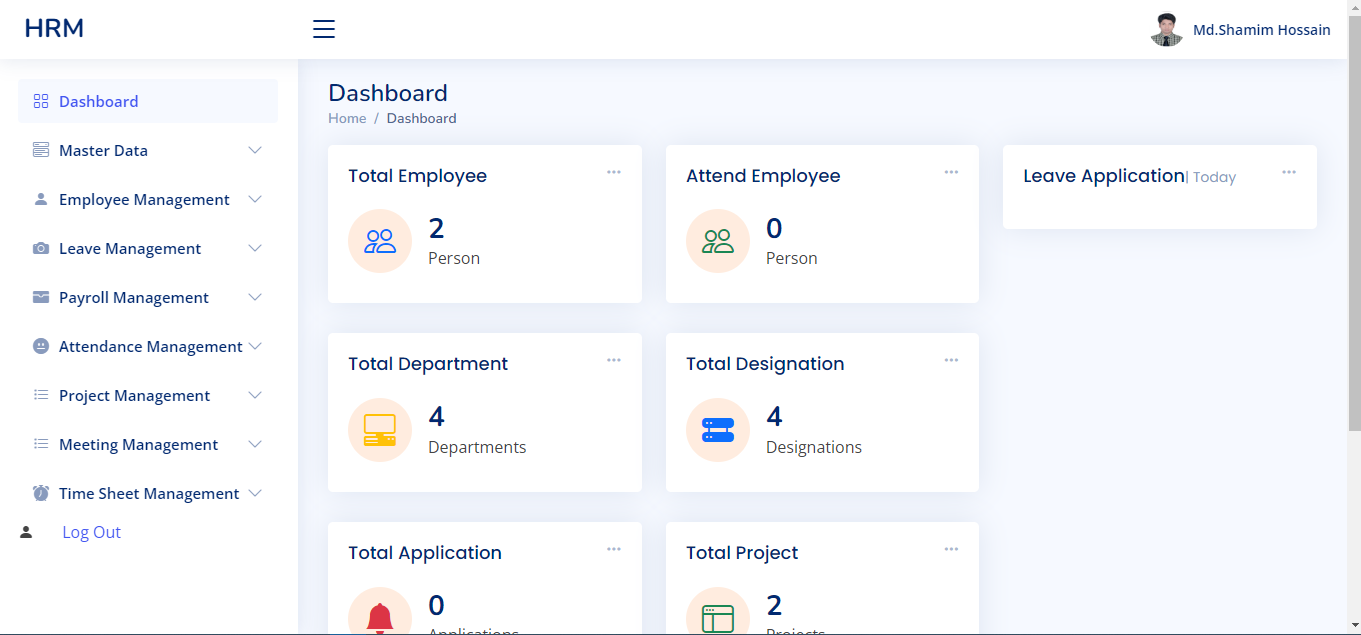 HRM
Md.Shamim Hossain
Dashboard
Master Data
Employee Management
Leave Management
Payroll Management
Attendance Management
Project Management
Meeting Management
Time Sheet Management
Log Out
Dashboard
Home / Dashboard
Total Employee
2
Person
Attend Employee
0
Person
Leave Application| Today
Total Department
4
Departments
Total Designation
4
Designations
Total Application
0
Applications
Total Project
2
Projects